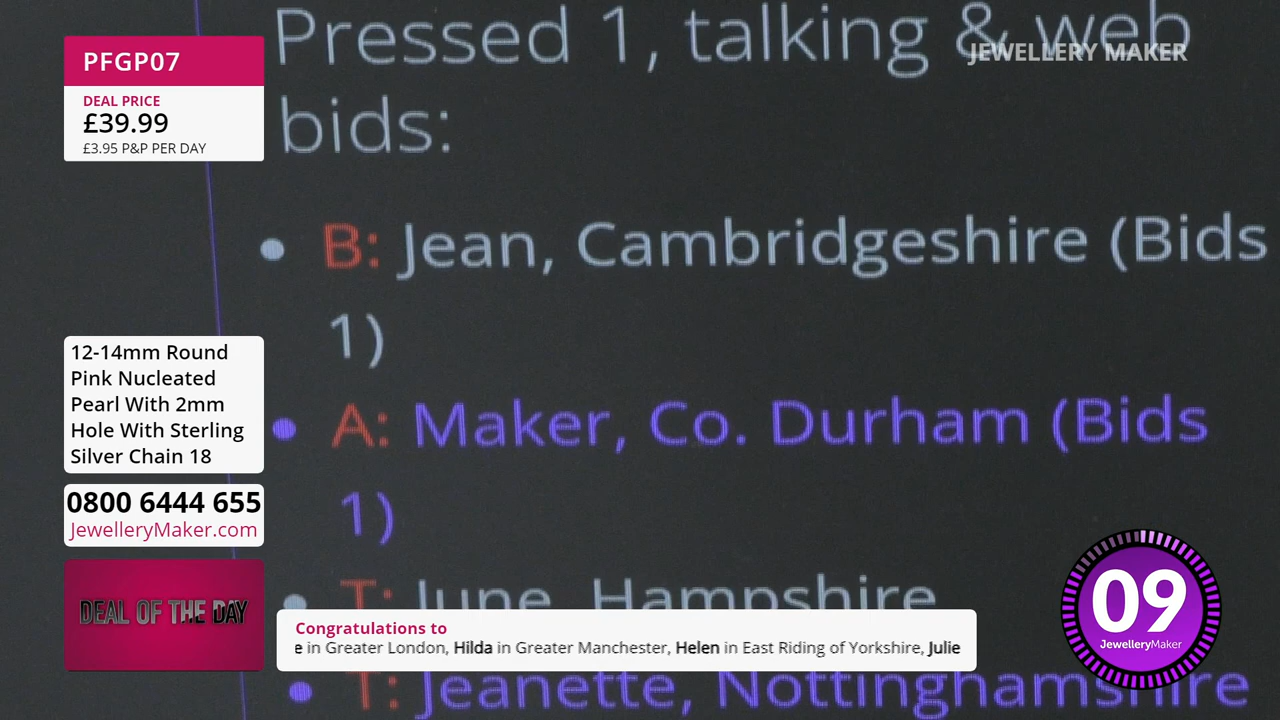 PFGP07
DEAL PRICE
£39.99
£3.95 P&P PER DAY
Pressed 1, talking & web
bids:
JEWELLERY MAKER
B: Jean, Cambridgeshire (Bids
1)
A: Maker, Co. Durham (Bids
1)
T: June, Hampshire
T: Jeanette, Nottinghamshire
12-14mm Round
Pink Nucleated
Pearl With 2mm
Hole With Sterling
Silver Chain 18
0800 6444 655
JewelleryMaker.com
DEAL OF THE DAY
Congratulations to
e in Greater London, Hilda in Greater Manchester, Helen in East Riding of Yorkshire, Julie
09
JewelleryMaker